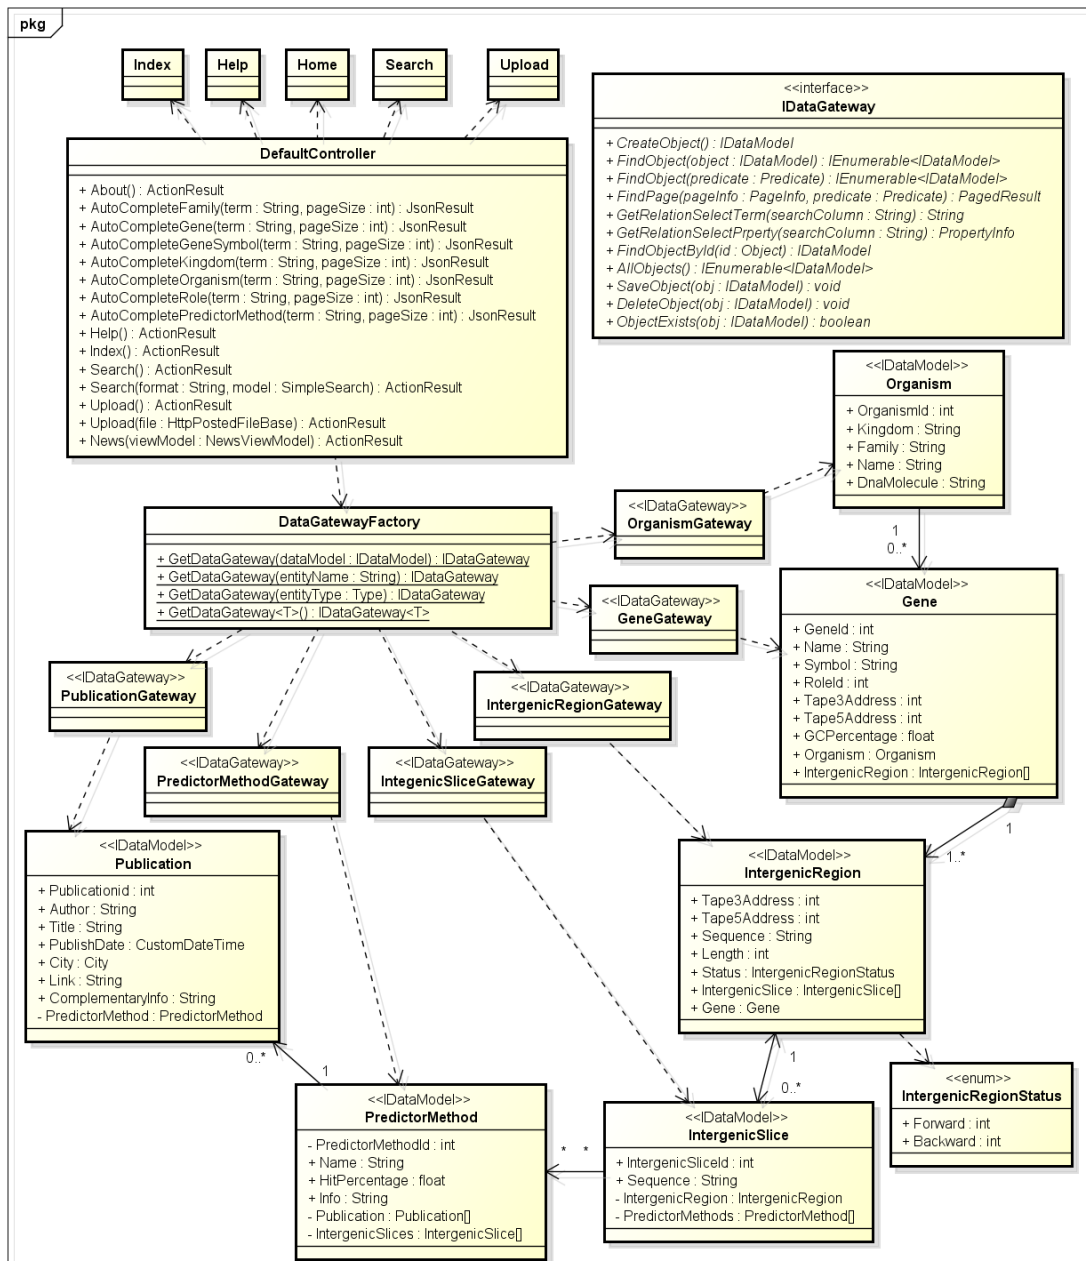 pkg
Index
Help
Home
Search
Upload
<<interface>>
IDataGateway
+ CreateObject() : IDataModel
+ FindObject(object : IDataModel) : IEnumerable<IDataModel>
+ FindObject(predicate : Predicate) : IEnumerable<IDataModel>
+ FindPage(pageInfo : PageInfo, predicate : Predicate) : PagedResult
+ GetRelationSelectTerm(searchColumn : String) : String
+ GetRelationSelectPrperty(searchColumn : String) : PropertyInfo
+ FindObjectById(id : Object) : IDataModel
+ AllObjects() : IEnumerable<IDataModel>
+ SaveObject(obj : IDataModel) : void
+ DeleteObject(obj : IDataModel) : void
+ ObjectExists(obj : IDataModel) : boolean
DefaultController
+ About() : ActionResult
+ AutoCompleteFamily(term : String, pageSize : int) : JsonResult
+ AutoCompleteGene(term : String, pageSize : int) : JsonResult
+ AutoCompleteGeneSymbol(term : String, pageSize : int) : JsonResult
+ AutoCompleteKingdom(term : String, pageSize : int) : JsonResult
+ AutoCompleteOrganism(term : String, pageSize : int) : JsonResult
+ AutoCompleteRole(term : String, pageSize : int) : JsonResult
+ AutoCompletePredictorMethod(term : String, pageSize : int) : JsonResult
+ Help() : ActionResult
+ Index() : ActionResult
+ Search() : ActionResult
+ Search(format : String, model : SimpleSearch) : ActionResult
+ Upload() : ActionResult
+ Upload(file : HttpPostedFileBase) : ActionResult
+ News(viewModel : NewsViewModel) : ActionResult
<<IDataModel>>
Organism
+ OrganismId : int
+ Kingdom : String
+ Family : String
+ Name : String
+ DnaMolecule : String
1
0..*
DataGatewayFactory
+ GetDataGateway(dataModel : IDataModel) : IDataGateway
+ GetDataGateway(entityName : String) : IDataGateway
+ GetDataGateway(entityType : Type) : IDataGateway
+ GetDataGateway<T>() : IDataGateway<T>
<<IDataGateway>>
OrganismGateway
<<IDataGateway>>
GeneGateway
<<IDataModel>>
Gene
+ GeneId : int
+ Name : String
+ Symbol : String
+ RoleId : int
+ Tape3Address : int
+ Tape5Address : int
+ GCPercentage : float
+ Organism : Organism
+ IntergenicRegion : IntergenicRegion[]
1
1..*
<<IDataGateway>>
PublicationGateway
<<IDataGateway>>
IntergenicRegionGateway
<<IDataGateway>>
PredictorMethodGateway
<<IDataGateway>>
IntegenicSliceGateway
<<IDataModel>>
Publication
+ Publicationid : int
+ Author : String
+ Title : String
+ PublishDate : CustomDateTime
+ City : City
+ Link : String
+ ComplementaryInfo : String
- PredictorMethod : PredictorMethod
0..*
1
<<IDataModel>>
IntergenicRegion
+ Tape3Address : int
+ Tape5Address : int
+ Sequence : String
+ Length : int
+ Status : IntergenicRegionStatus
+ IntergenicSlice : IntergenicSlice[]
+ Gene : Gene
1
0..*
<<enum>>
IntergenicRegionStatus
+ Forward : int
+ Backward : int
<<IDataModel>>
PredictorMethod
- PredictorMethodId : int
+ Name : String
+ HitPercentage : float
+ Info : String
- Publication : Publication[]
- IntergenicSlices : IntergenicSlice[]
* *
<<IDataModel>>
IntergenicSlice
+ IntergenicSliceId : int
+ Sequence : String
- IntergenicRegion : IntergenicRegion
- PredictorMethods : PredictorMethod[]